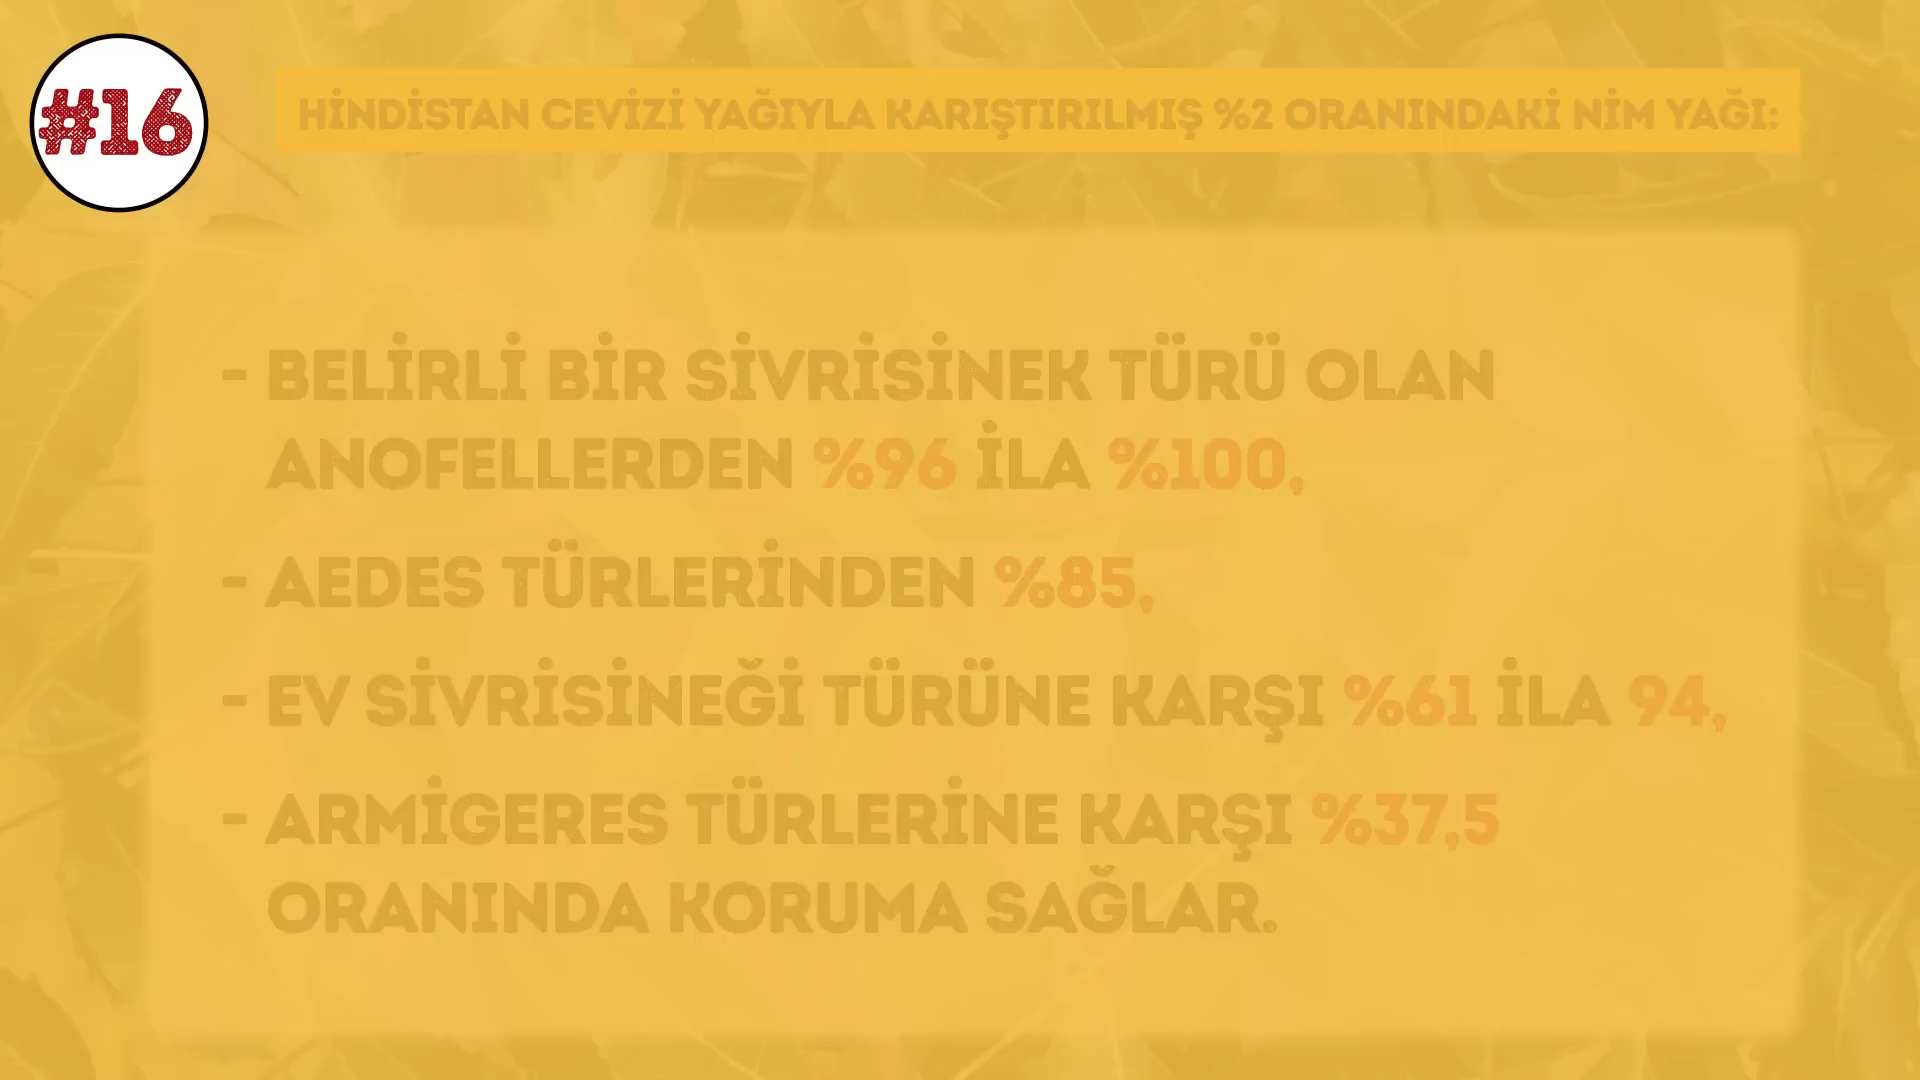 #16
HİNDİSTAN CEVİZİ YAĞIYLA KARIŞTIRILMIŞ %2 ORANINDAKİ NİM YAĞI:
- BELİRLİ BİR SİVRİSİNEK TÜRÜ OLAN
ANOFELLERDEN %96 İLA %100,
- AEDES TÜRLERİNDEN %85,
- EV SİVRİSİNEĞİ TÜRÜNE KARŞI %61 İLA 94,
- ARMİGERES TÜRLERİNE KARŞI %37,5
ORANINDA KORUMA SAĞLAR.